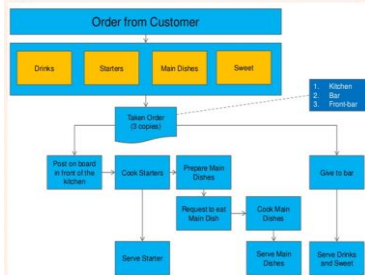 Order from Customer
Drinks
Starters
Main Dishes
Sweet
1. Kitchen
2. Bar
3. Front-bar
Taken Order
(3 copies)
Post on board
in front of the
kitchen
Cook Starters
Prepare Main
Dishes
Give to bar
Request to eat
Main Dish
Cook Main
Dishes
Serve Starter
Serve Main
Dishes
Serve Drinks
and Sweet